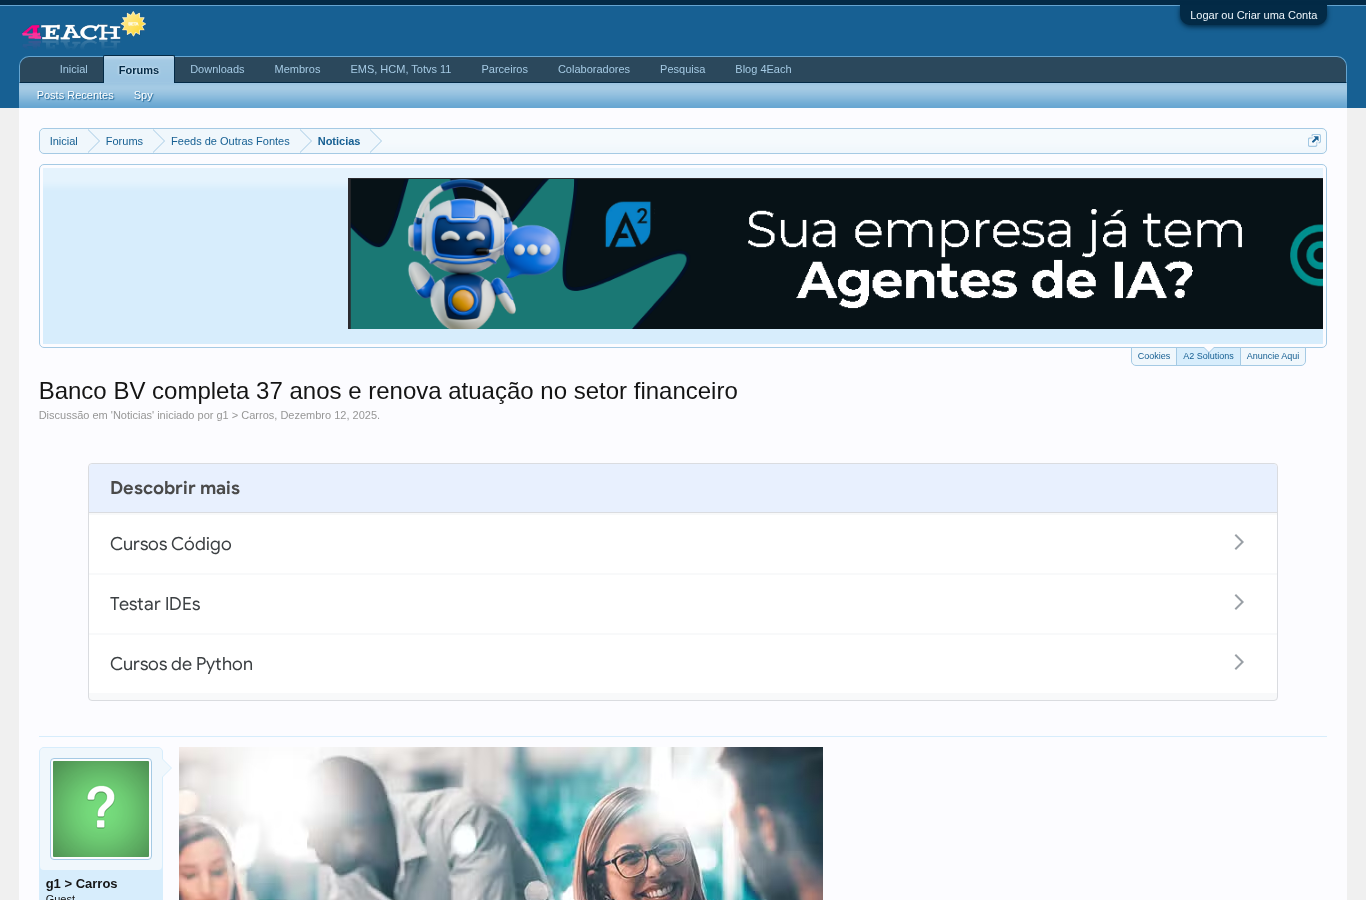 Logar ou Criar uma Conta
4EACH
Inicial Forums Downloads Membros EMS, HCM, Totvs 11 Parceiros Colaboradores Pesquisa Blog 4Each
Posts Recentes Spy
Inicial Forums Feeds de Outras Fontes Noticias
A2
Sua empresa já tem
Agentes de IA?
Cookies A2 Solutions Anuncie Aqui
Banco BV completa 37 anos e renova atuação no setor financeiro
Discussão em 'Noticias' iniciado por g1 > Carros, Dezembro 12, 2025.
Descobrir mais
Cursos Código
Testar IDEs
Cursos de Python
?
g1 > Carros
Guest